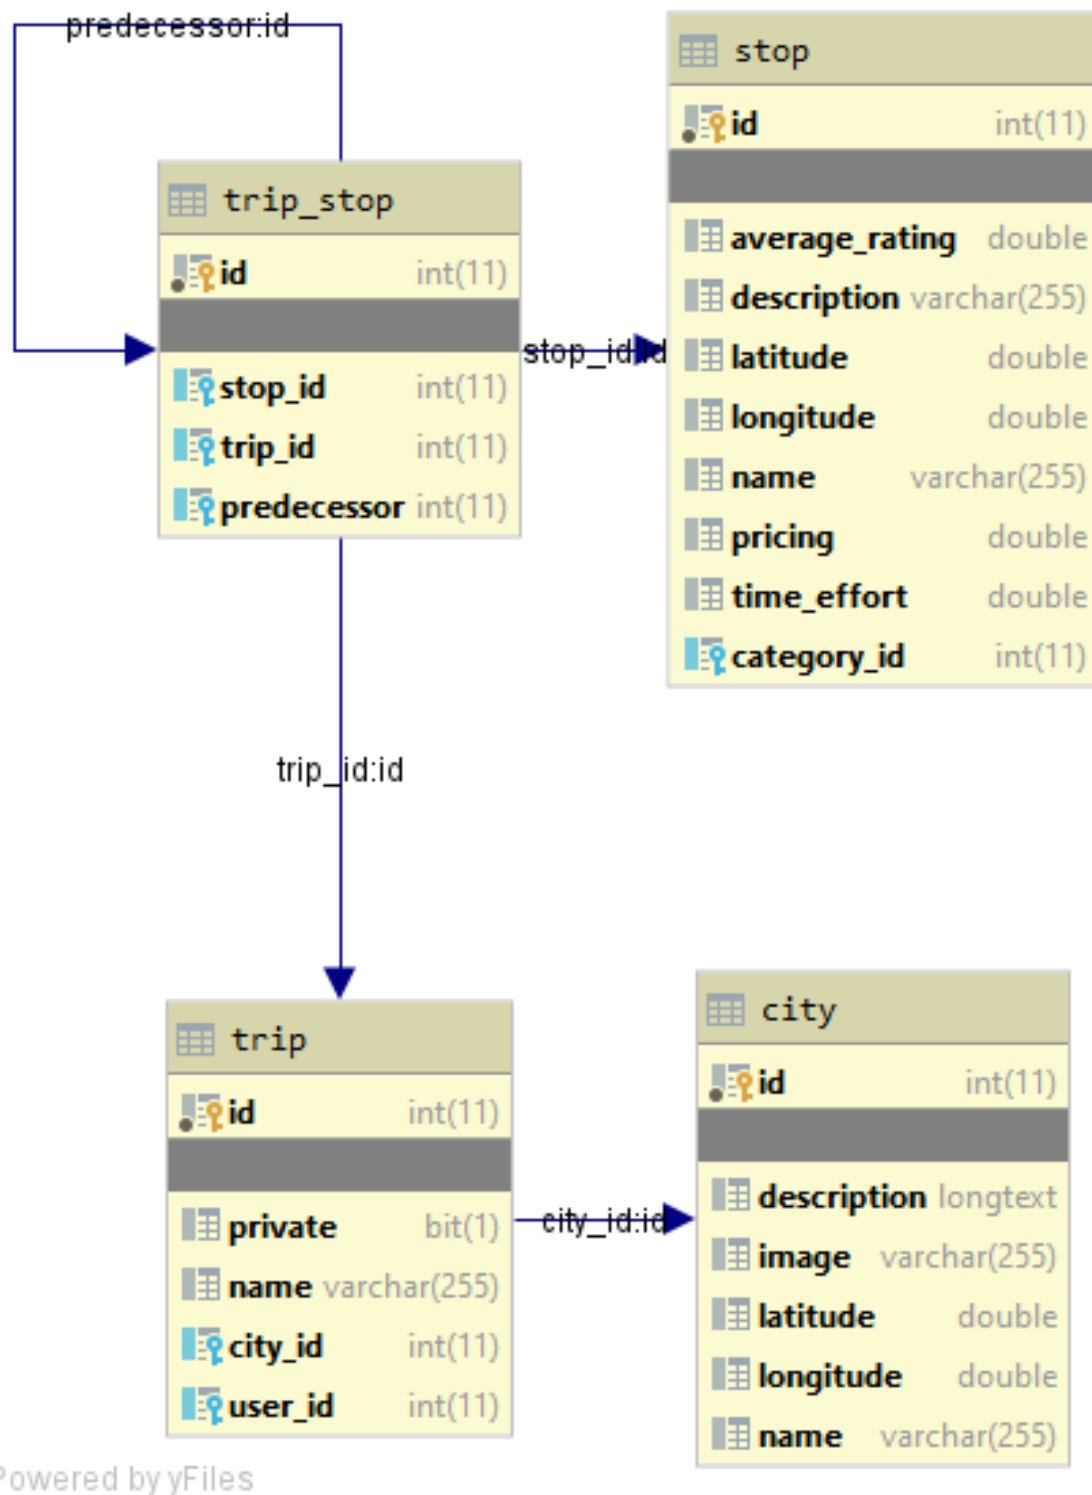 predecessor:id
trip_stop
id int(11)
stop_id int(11)
trip_id int(11)
predecessor int(11)
stop_id:id
stop
id int(11)
average_rating double
description varchar(255)
latitude double
longitude double
name varchar(255)
pricing double
time_effort double
category_id int(11)
trip_id:id
trip
id int(11)
private bit(1)
name varchar(255)
city_id int(11)
user_id int(11)
city_id:id
city
id int(11)
description longtext
image varchar(255)
latitude double
longitude double
name varchar(255)
Powered by yFiles